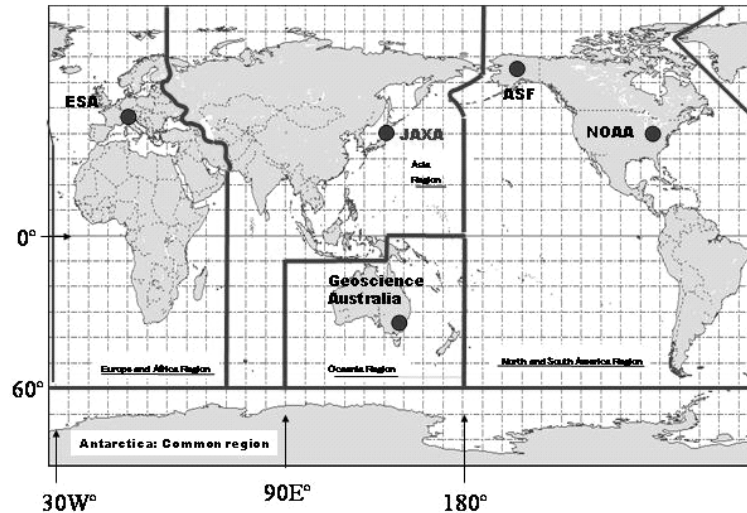 ESA
ASF
JAXA
NOAA
Asia
Region
0°
Geoscience
Australia
Europe and Africa Region
Oceania Region
North and South America Region
60°
Antarctica: Common region
30W°
90E°
180°